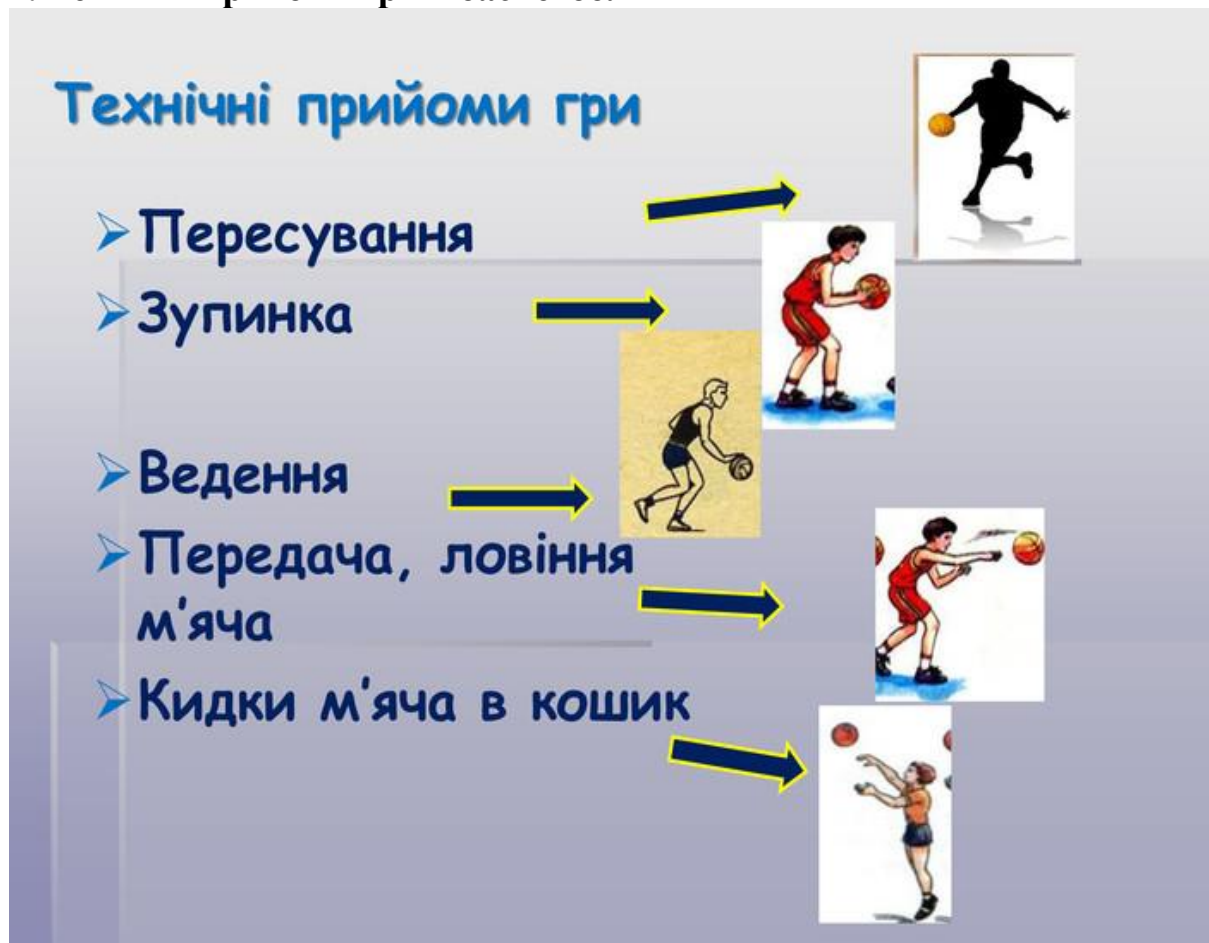 Технічні прийоми гри
Пересування
Зупинка
Ведення
Передача, ловіння
м'яча
Кидки м'яча в кошик